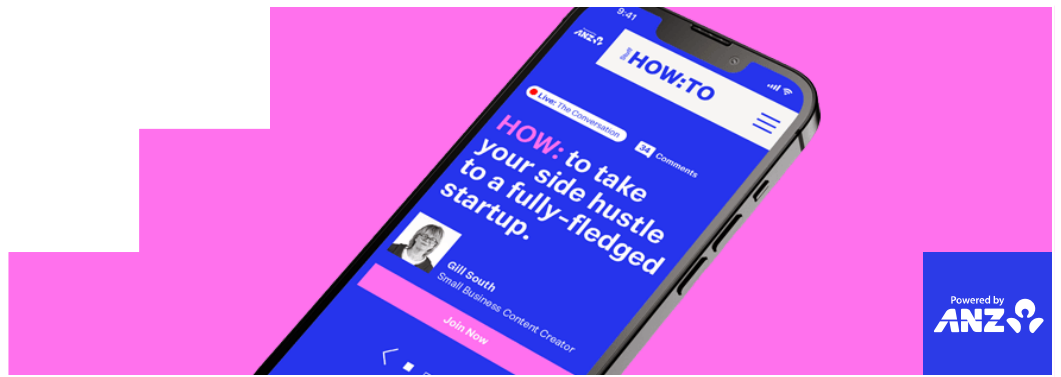 9:41
ANZ
HOW:TO
Live: The Conversation
34 Comments
HOW: to take
your side hustle
to a fully-fledged
startup.
Gill South
Small Business Content Creator
Join Now
Powered by
ANZ